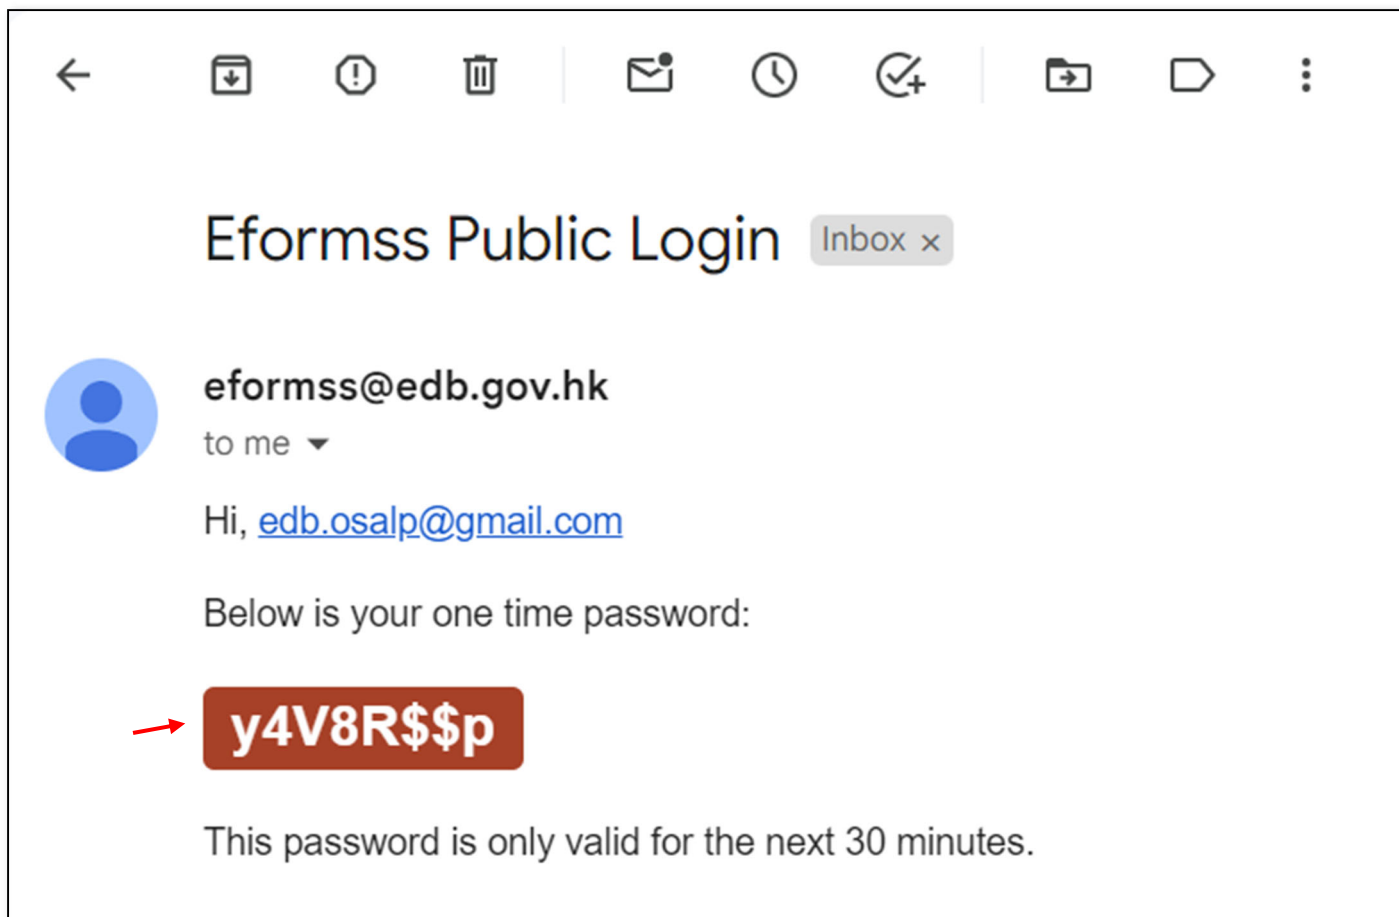 Eformss Public Login Inbox ×
eformss@edb.gov.hk
to me
Hi, edb.osalp@gmail.com
Below is your one time password:
y4V8R$$p
This password is only valid for the next 30 minutes.